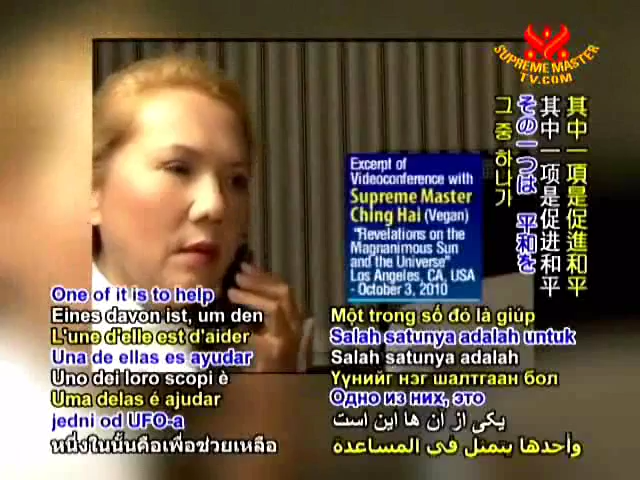 SUPREME MASTER
TV.COM
Excerpt of
Videoconference with
Supreme Master
Ching Hai (Vegan)
"Revelations on the
Magnanimous Sun
and the Universe"
Los Angeles, CA, USA
- October 3, 2010
其中一項是促進和平
其中一项是促进和平
その一つは 平和を
그 중 하나가
One of it is to help
Eines davon ist, um den
L'une d'elle est d'aider
Una de ellas es ayudar
Uno dei loro scopi è
Uma delas é ajudar
jedni od UFO-a
หนึ่งในนั้นคือเพื่อช่วยเหลือ
Một trong số đó là giúp
Salah satunya adalah untuk
Salah satunya adalah
Үүнийг нэг шалтгаан бол
Одно из них, это
یکی از آن ها این است
وأحدها يتمثل في المساعدة